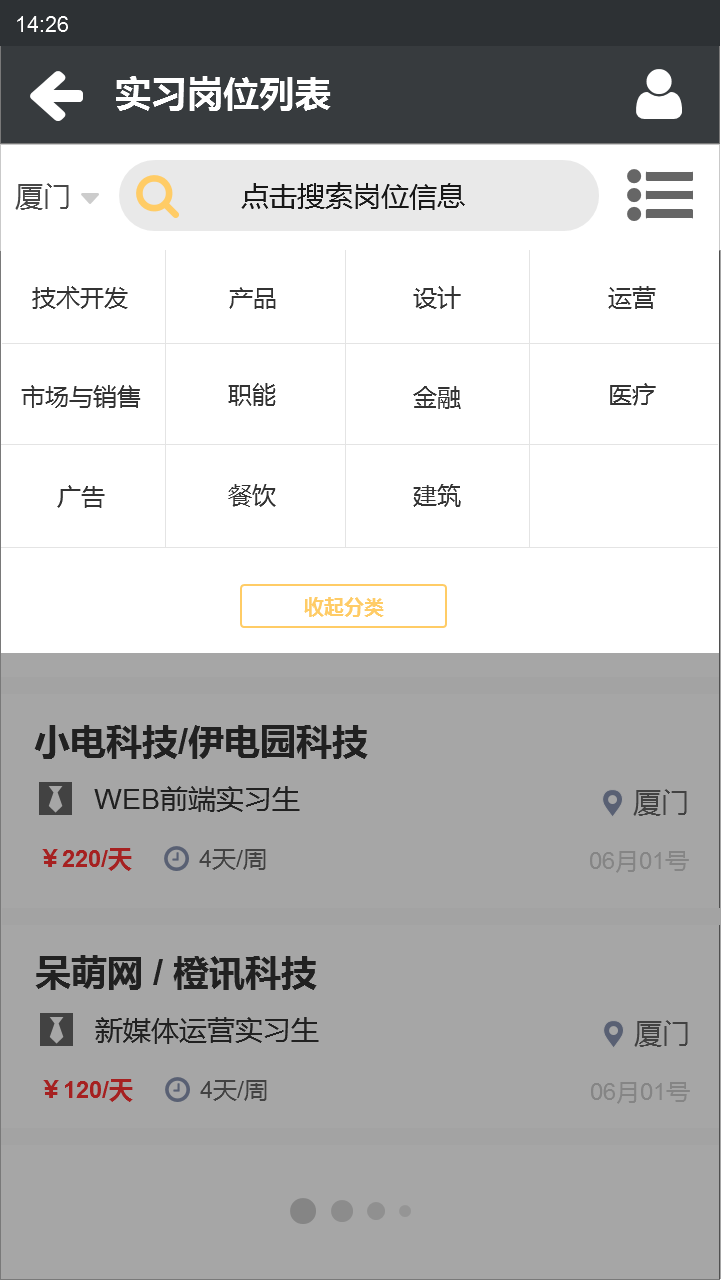 14:26
实习岗位列表
厦门
点击搜索岗位信息
技术开发 产品 设计 运营
市场与销售 职能 金融 医疗
广告 餐饮 建筑
收起分类
小电科技/伊电园科技
WEB前端实习生 厦门
¥220/天 4天/周 06月01号
呆萌网 / 橙讯科技
新媒体运营实习生 厦门
¥120/天 4天/周 06月01号